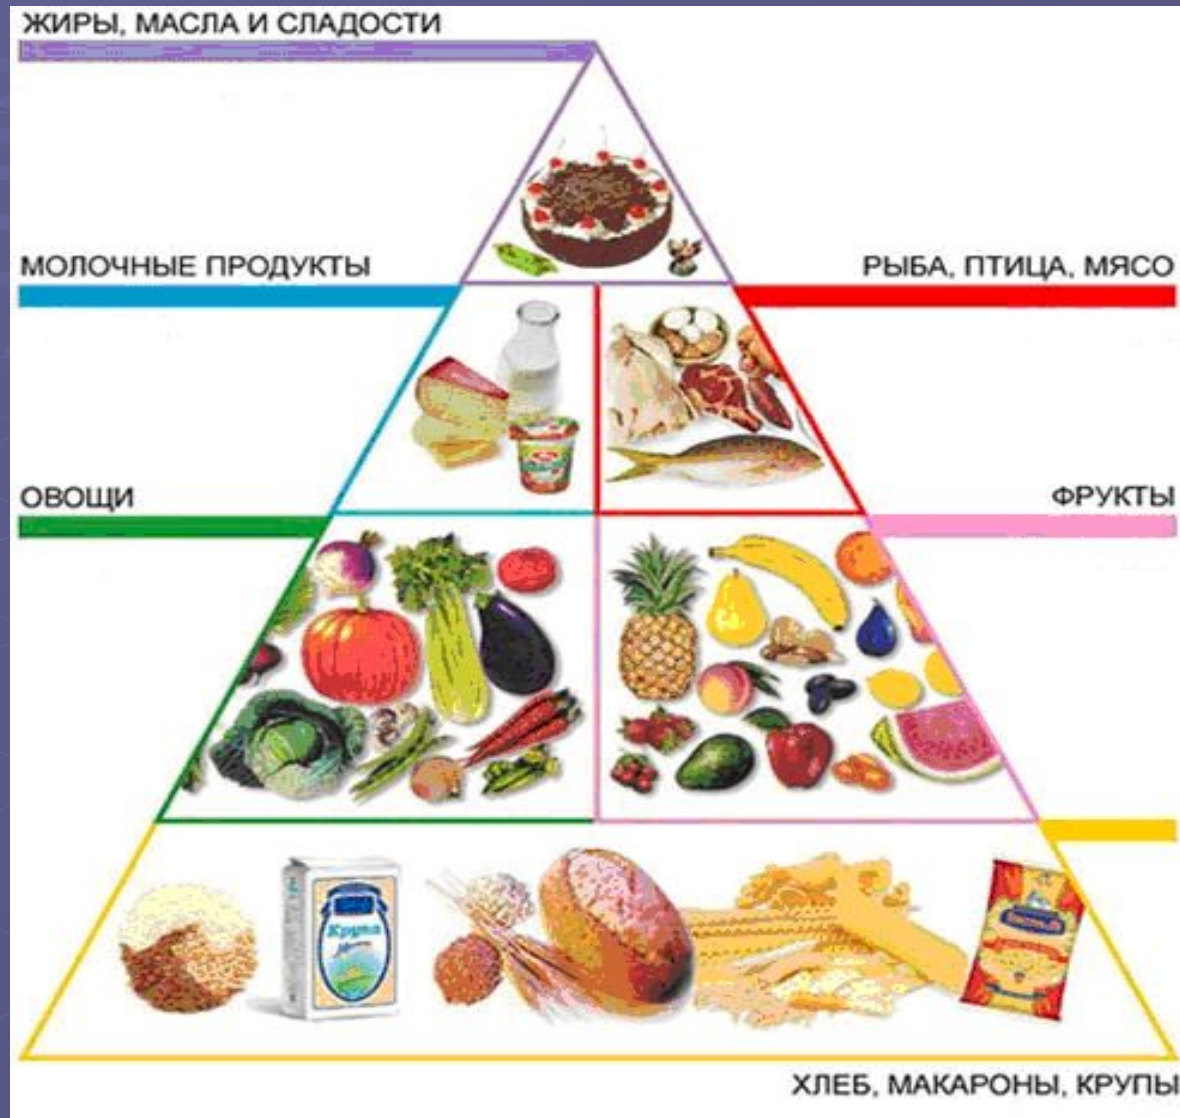 ЖИРЫ, МАСЛА И СЛАДОСТИ
МОЛОЧНЫЕ ПРОДУКТЫ
РЫБА, ПТИЦА, МЯСО
ОВОЩИ
ФРУКТЫ
Крупа
ХЛЕБ, МАКАРОНЫ, КРУПЫ